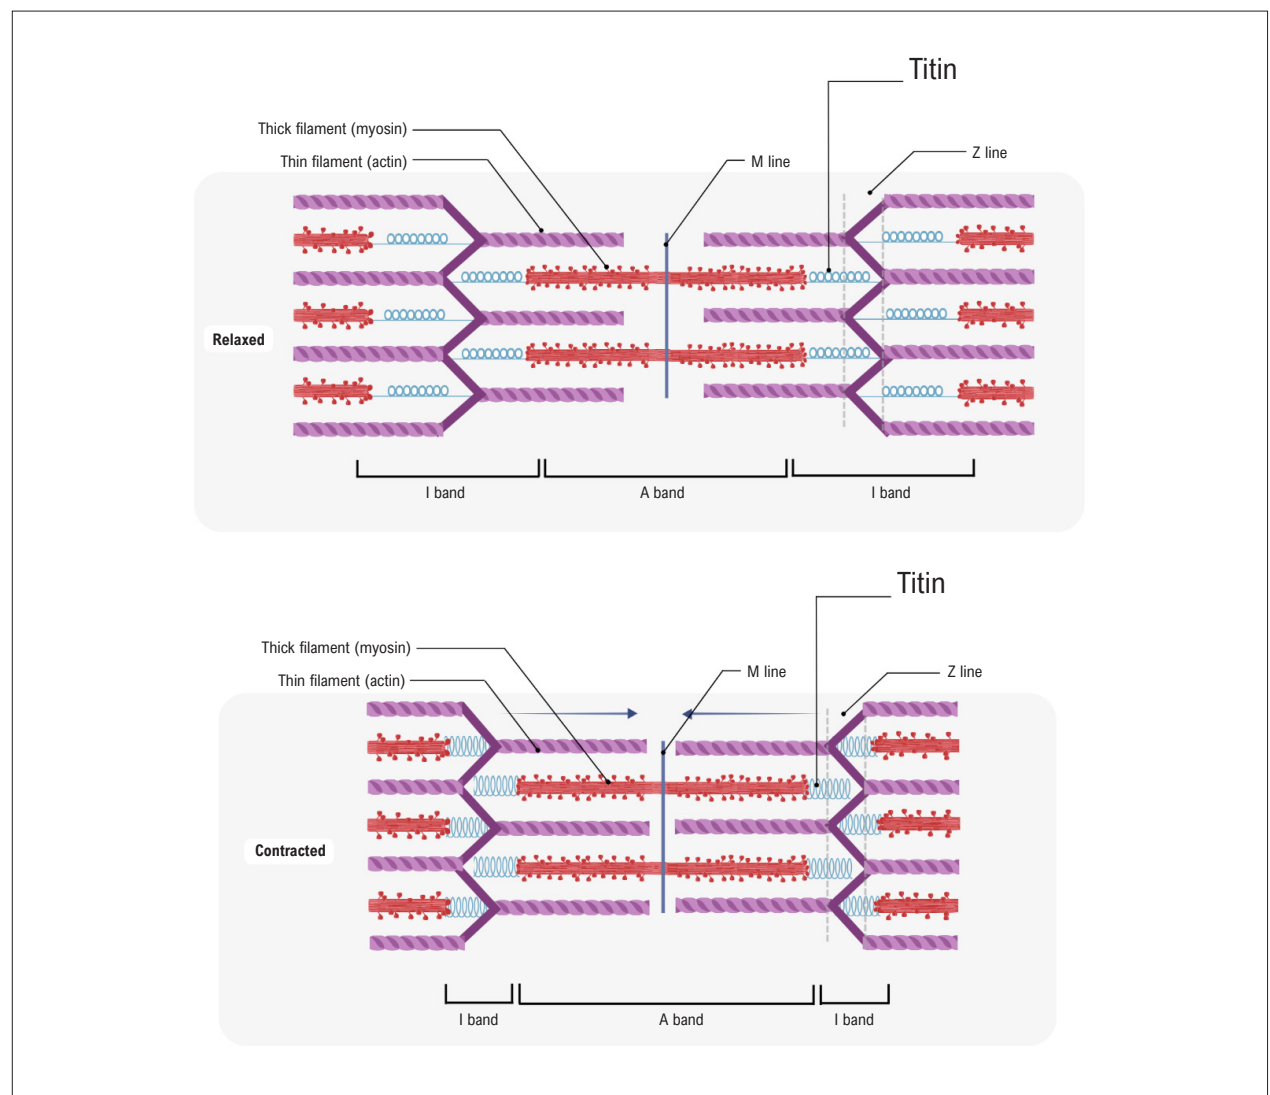 Titin
Thick filament (myosin)
Thin filament (actin)
M line
Z line
Relaxed
I band
A band
I band
Titin
Thick filament (myosin)
Thin filament (actin)
M line
Z line
Contracted
I band
A band
I band